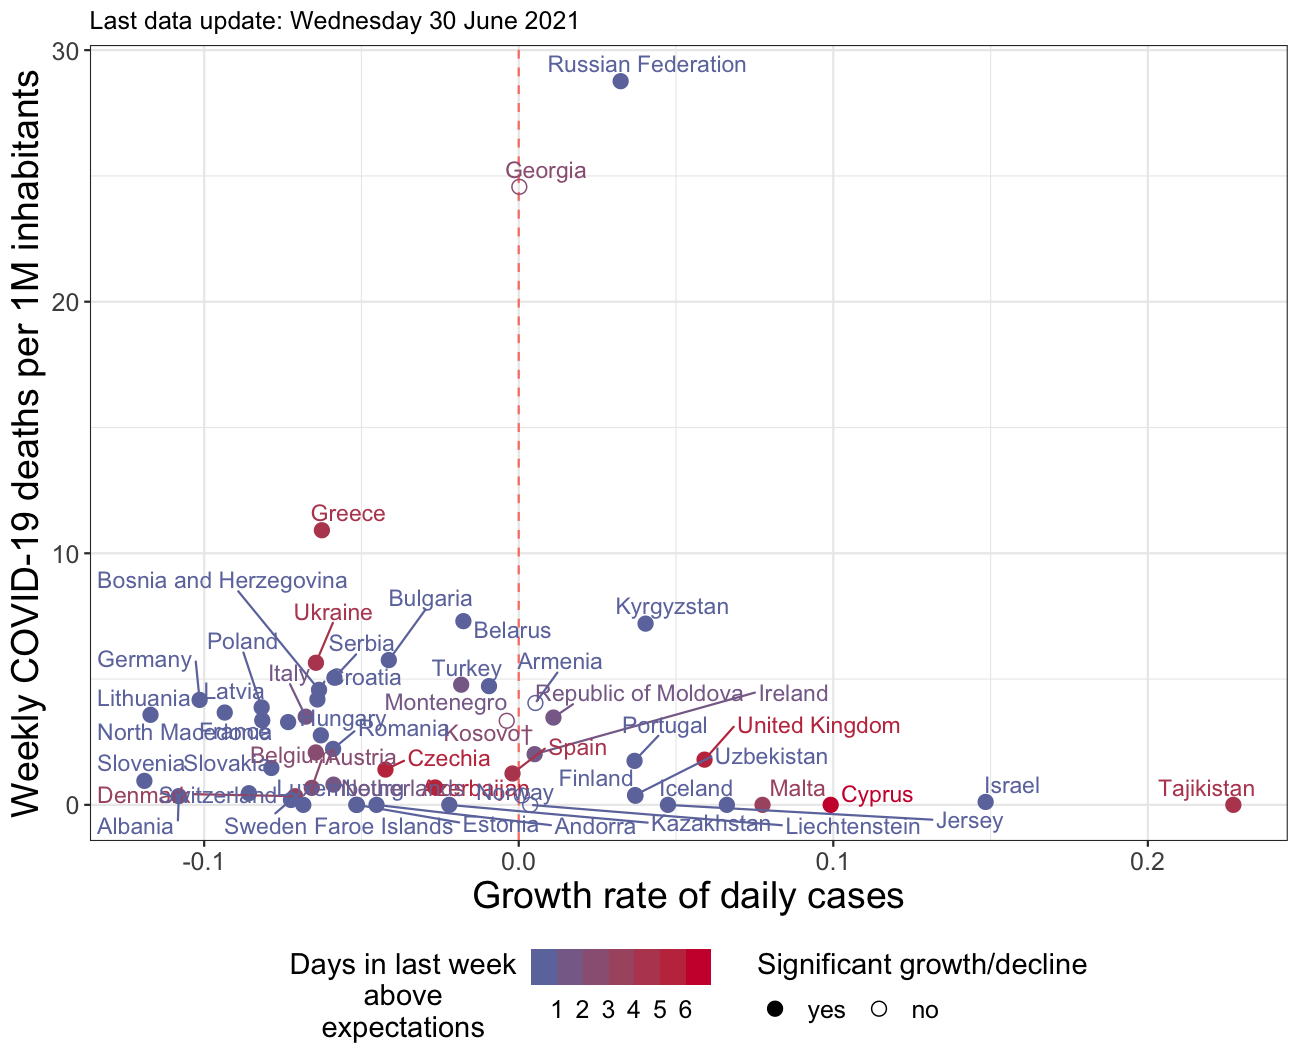 Last data update: Wednesday 30 June 2021
Weekly COVID-19 deaths per 1M inhabitants
30
20
10
0
Russian Federation
Georgia
Greece
Bosnia and Herzegovina
Bulgaria
Kyrgyzstan
Ukraine
Belarus
Poland
Serbia
Germany
Turkey
Armenia
Italy
Croatia
Lithuania
Latvia
Montenegro
Republic of Moldova
Ireland
North Macedonia
France
Hungary
Romania
Kosovo†
Portugal
United Kingdom
Belgium
Austria
Czechia
Spain
Uzbekistan
Slovenia
Slovakia
Finland
Iceland
Israel
Denmark
Switzerland
Luxembourg
Netherlands
Azerbaijan
Norway
Malta
Cyprus
Tajikistan
Albania
Sweden
Faroe Islands
Estonia
Andorra
Kazakhstan
Liechtenstein
Jersey
-0.1
0.0
0.1
0.2
Growth rate of daily cases
Days in last week
above
expectations
1 2 3 4 5 6
Significant growth/decline
yes
no